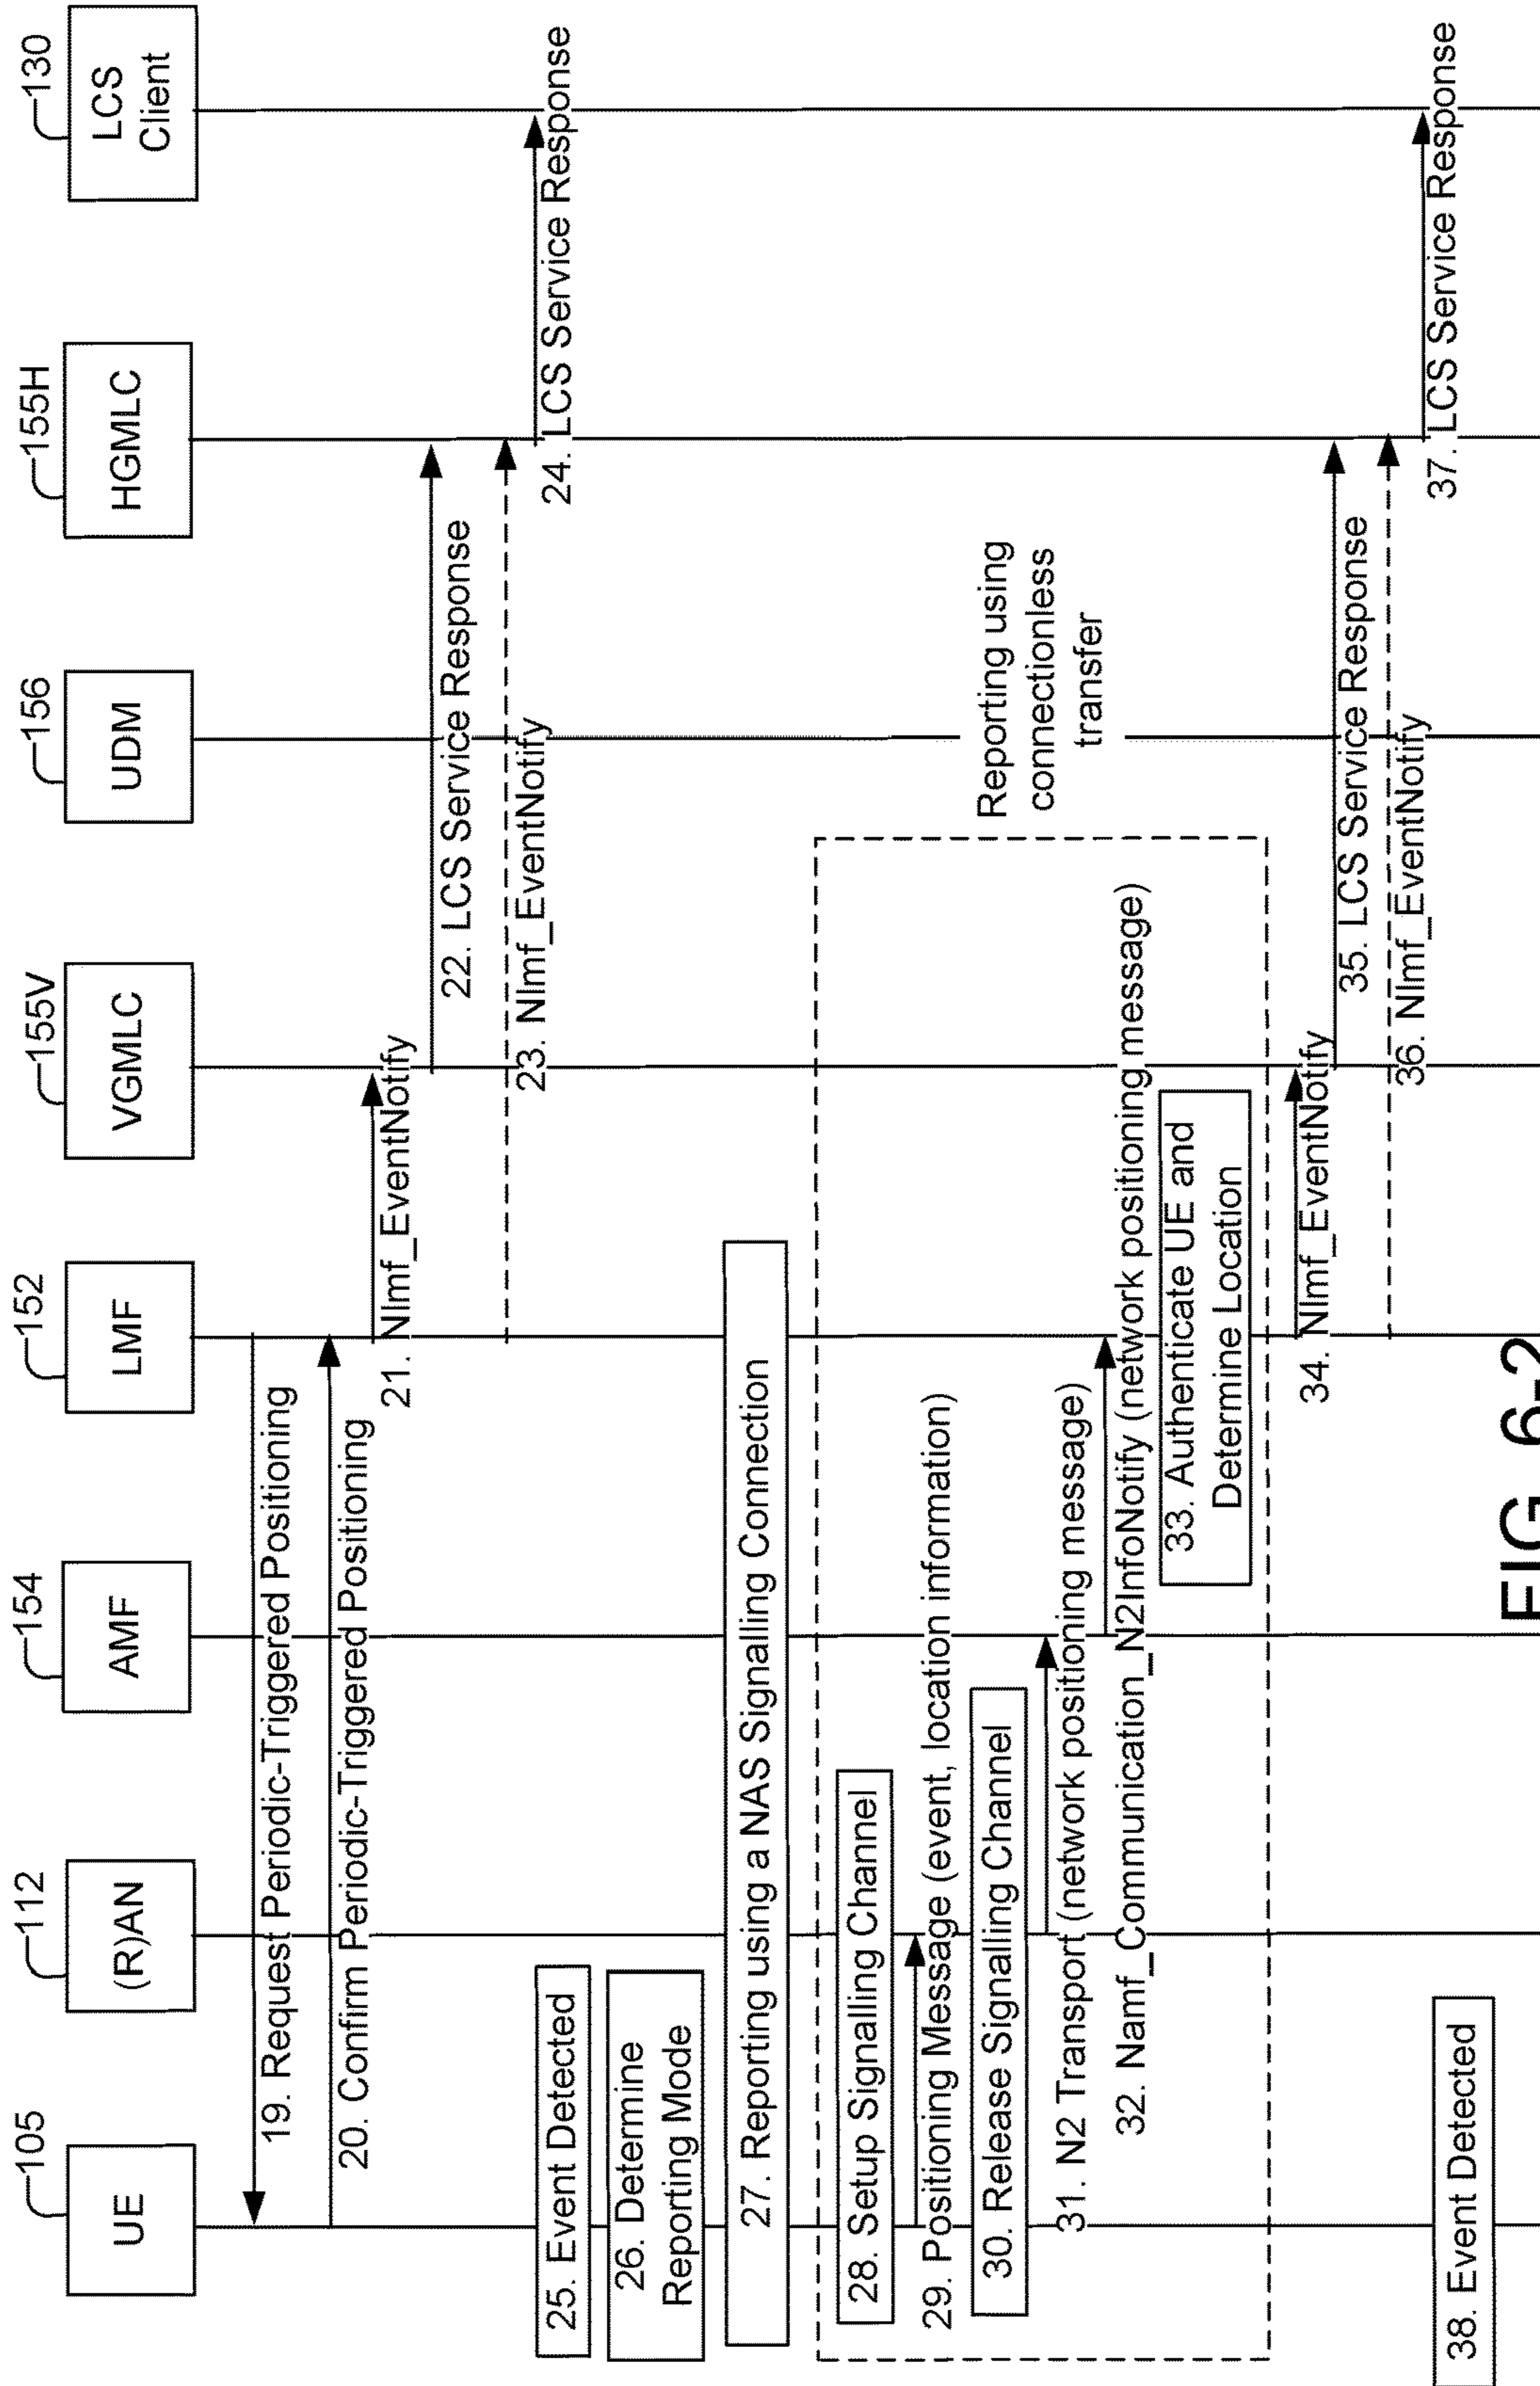 105
UE
112
(R)AN
154
AMF
152
LMF
155V
VGMLC
156
UDM
155H
HGMLC
130
LCS
Client
19. Request Periodic-Triggered Positioning
20. Confirm Periodic-Triggered Positioning
21. Nlmf_EventNotify
22. LCS Service Response
23. Nlmf_EventNotify
24. LCS Service Response
25. Event Detected
26. Determine
Reporting Mode
27. Reporting using a NAS Signalling Connection
28. Setup Signalling Channel
29. Positioning Message (event, location information)
30. Release Signalling Channel
31. N2 Transport (network positioning message)
32. Namf_Communication_N2InfoNotify (network positioning message)
33. Authenticate UE and
Determine Location
Reporting using
connectionless
transfer
34. Nlmf_EventNotify
35. LCS Service Response
36. Nlmf_EventNotify
37. LCS Service Response
38. Event Detected
FIG. 6-2